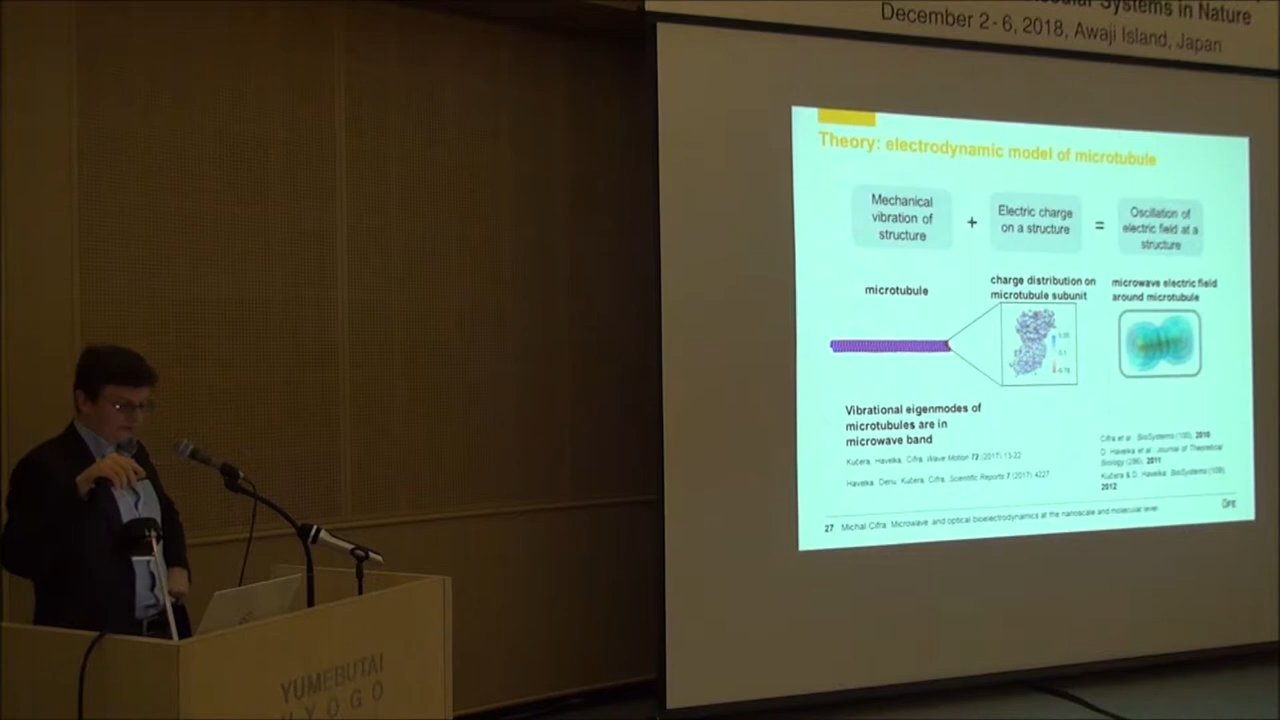 Systems in Nature
December 2-6, 2018, Awaji Island, Japan
Theory: electrodynamic model of microtubule
Mechanical
vibration of
structure
+
Electric charge
on a structure
=
Oscillation of
electric field at a
structure
microtubule
charge distribution on
microtubule subunit
microwave electric field
around microtubule
Vibrational eigenmodes of
microtubules are in
microwave band
Kučera, Havelka, Cifra, Wave Motion 72 (2017) 13-22
Havelka, Deriu, Kučera, Cifra, Scientific Reports 7 (2017) 4227
Cifra et al. BioSystems (100), 2010
D. Havelka et al. Journal of Theoretical
Biology (286), 2011
Kučera & D. Havelka: BioSystems (109),
2012
27 Michal Cifra: Microwave and optical bioelectrodynamics at the nanoscale and molecular level
YUMEBUTAI
HYOGO